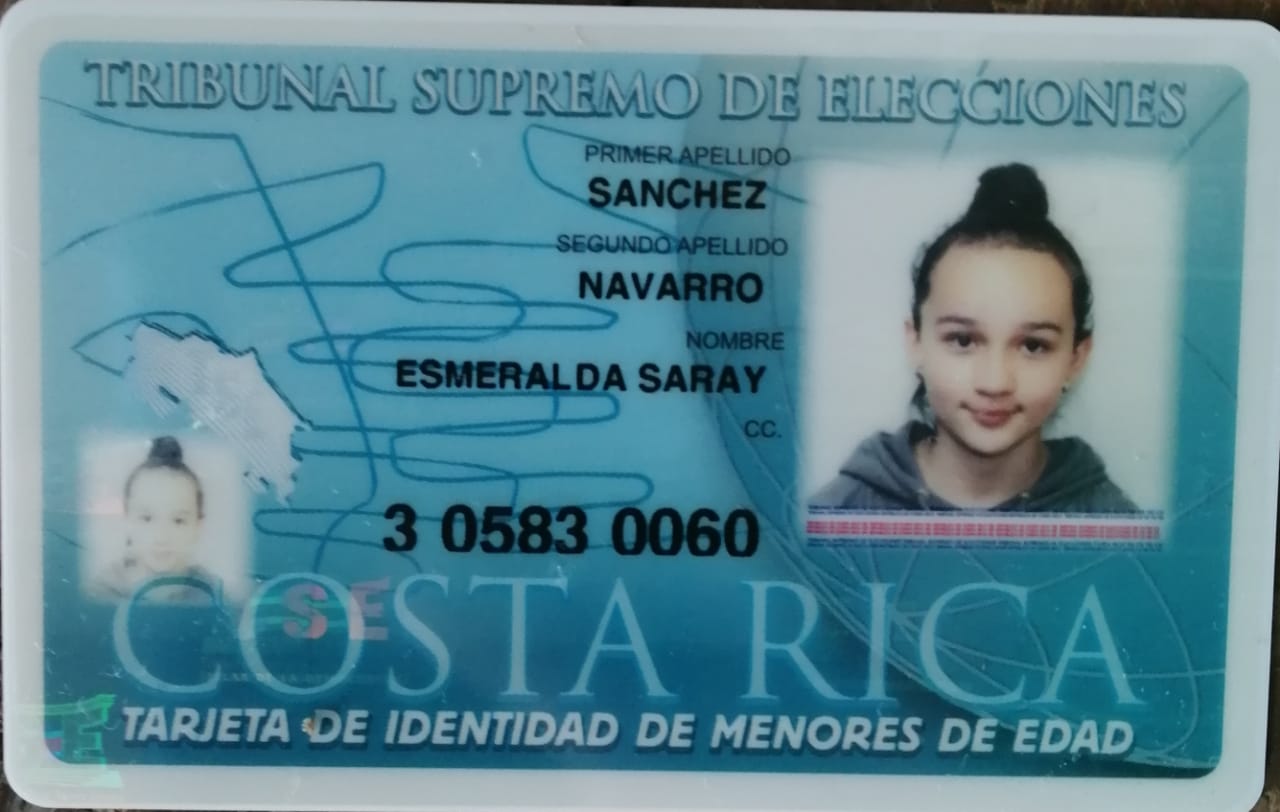 TRIBUNAL SUPREMO DE ELECCIONES
PRIMER APELLIDO
SANCHEZ
SEGUNDO APELLIDO
NAVARRO
NOMBRE
ESMERALDA SARAY
CC.
3 0583 0060
SE
COSTA RICA
TARJETA DE IDENTIDAD DE MENORES DE EDAD